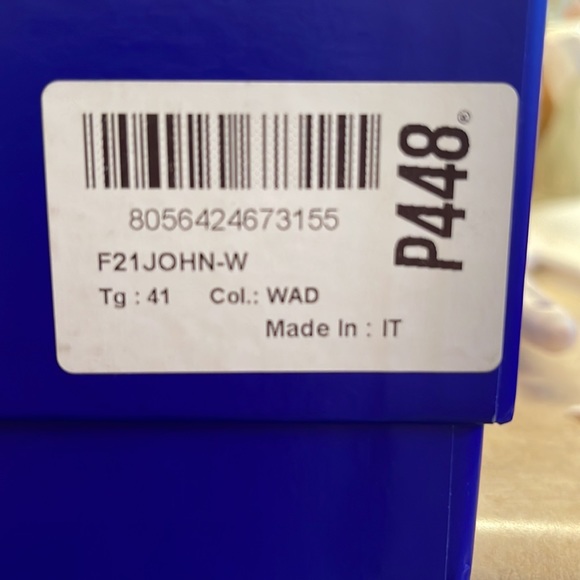 8056424673155
P448®
F21JOHN-W
Tg : 41 Col.: WAD
Made In : IT